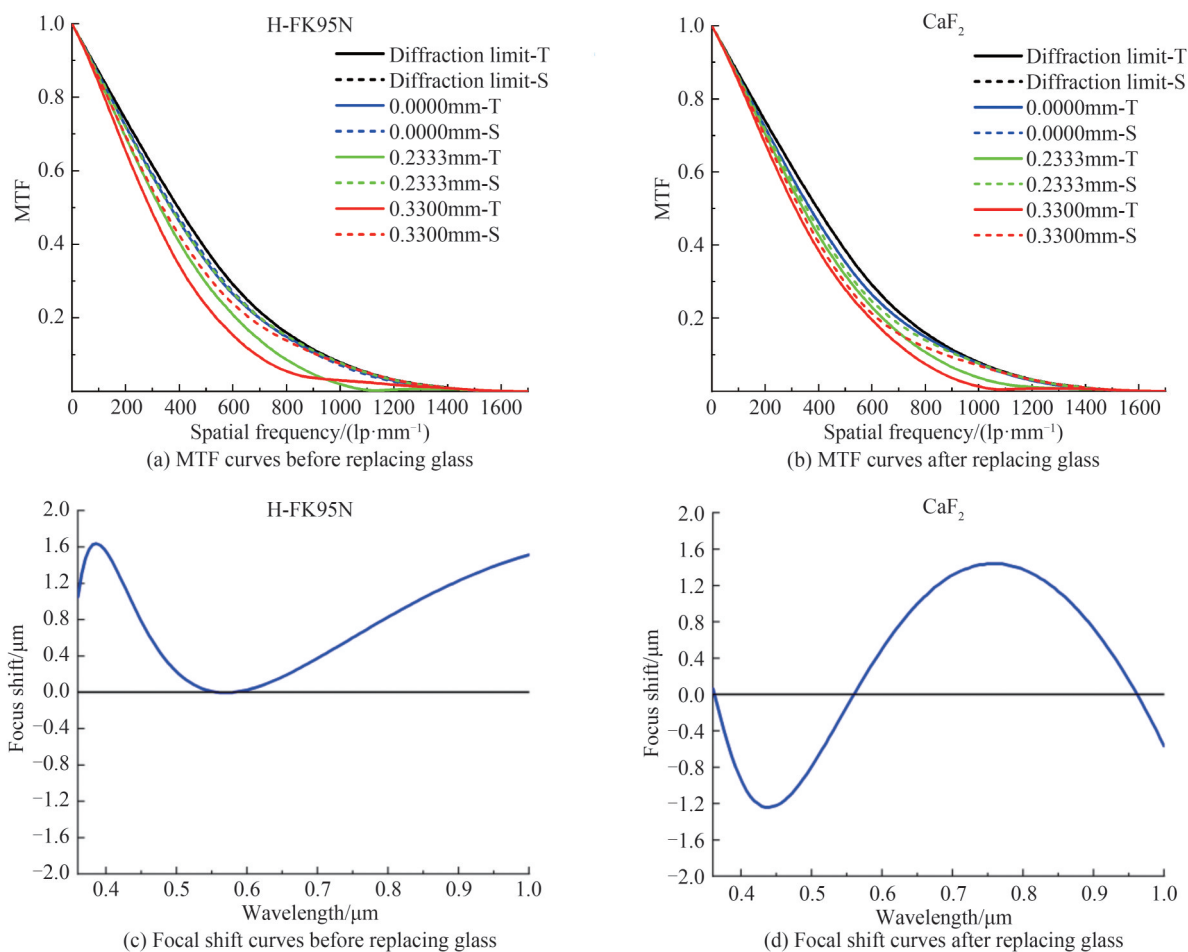 H-FK95N
1.0
0.8
0.6
0.4
0.2
MTF
Diffraction limit-T
Diffraction limit-S
0.0000mm-T
0.0000mm-S
0.2333mm-T
0.2333mm-S
0.3300mm-T
0.3300mm-S
0 200 400 600 800 1000 1200 1400 1600
Spatial frequency/(lp·mm⁻¹)
(a) MTF curves before replacing glass
CaF₂
1.0
0.8
0.6
0.4
0.2
MTF
Diffraction limit-T
Diffraction limit-S
0.0000mm-T
0.0000mm-S
0.2333mm-T
0.2333mm-S
0.3300mm-T
0.3300mm-S
0 200 400 600 800 1000 1200 1400 1600
Spatial frequency/(lp·mm⁻¹)
(b) MTF curves after replacing glass
H-FK95N
2.0
1.6
1.2
0.8
0.4
0.0
−0.4
−0.8
−1.2
−1.6
−2.0
Focus shift/μm
0.4 0.5 0.6 0.7 0.8 0.9 1.0
Wavelength/μm
(c) Focal shift curves before replacing glass
CaF₂
2.0
1.6
1.2
0.8
0.4
0.0
−0.4
−0.8
−1.2
−1.6
−2.0
Focus shift/μm
0.4 0.5 0.6 0.7 0.8 0.9 1.0
Wavelength/μm
(d) Focal shift curves after replacing glass